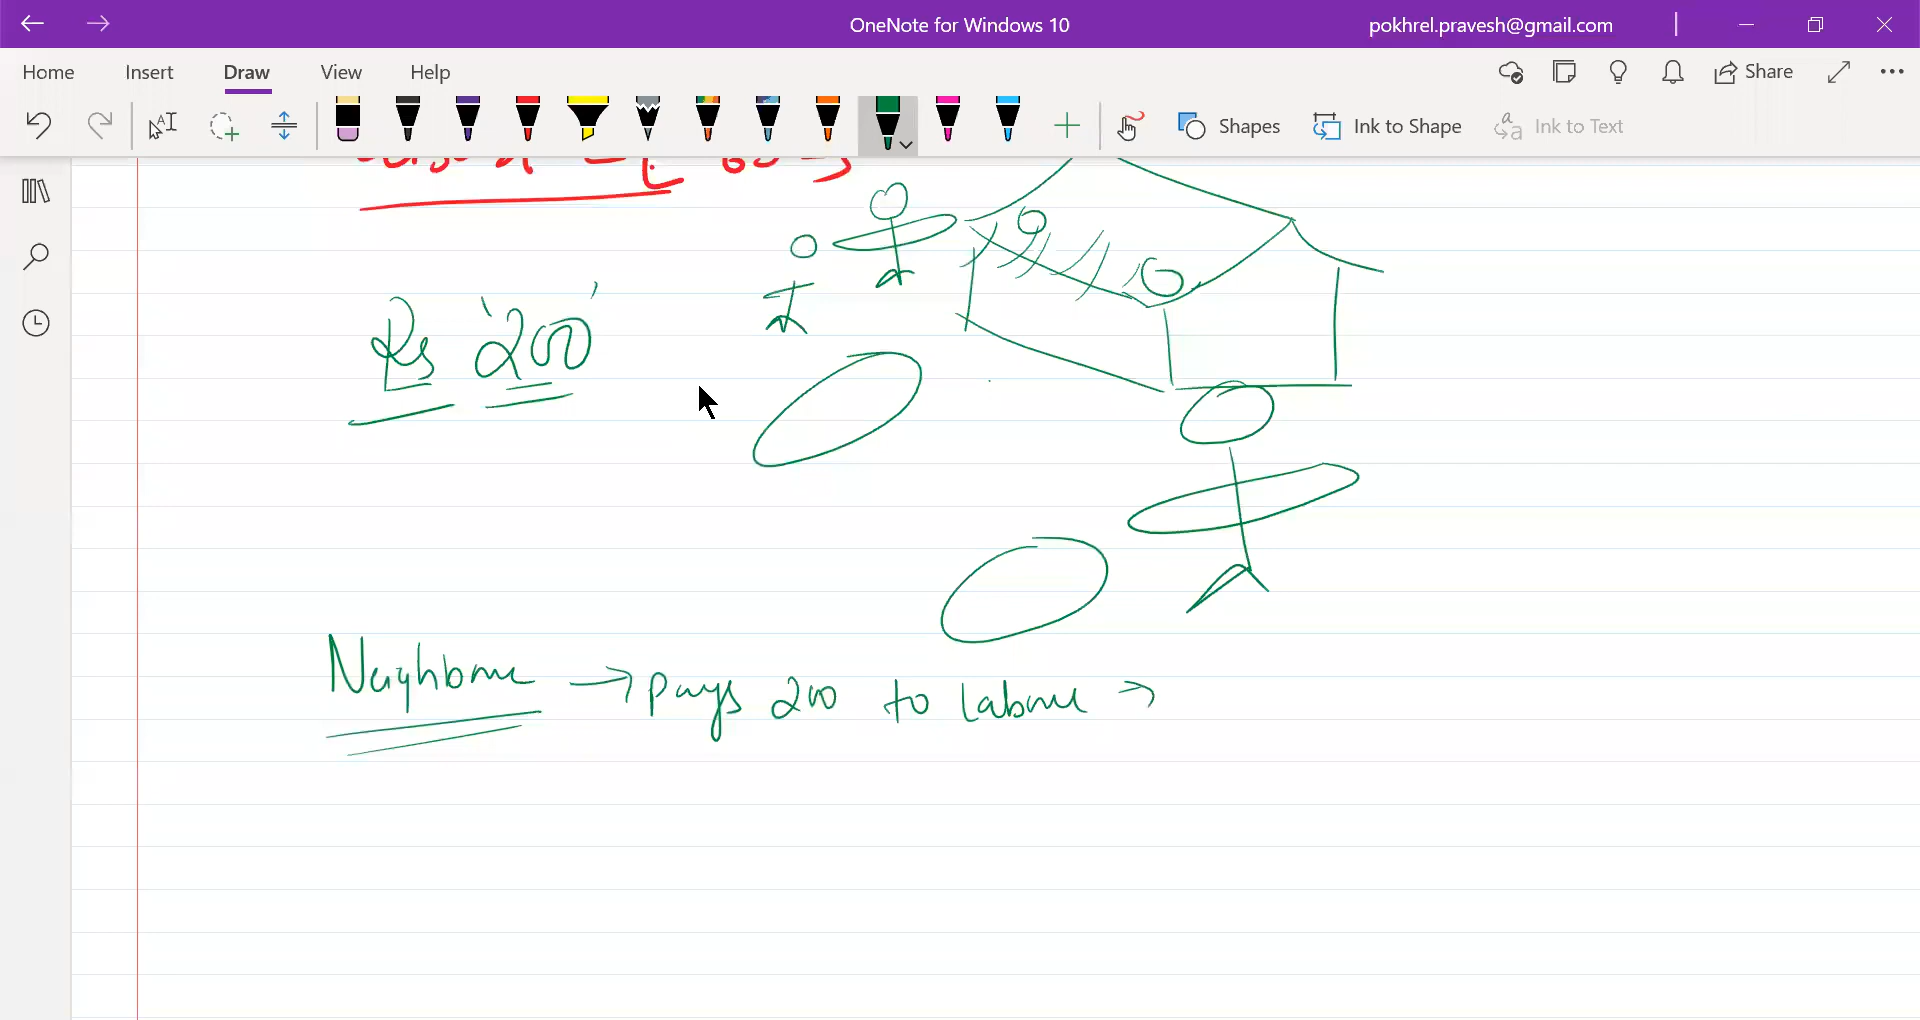 OneNote for Windows 10
pokhrel.pravesh@gmail.com
Home Insert Draw View Help
Share
Shapes Ink to Shape Ink to Text
Rs '200'
Neighbour → pays 200 to labour →